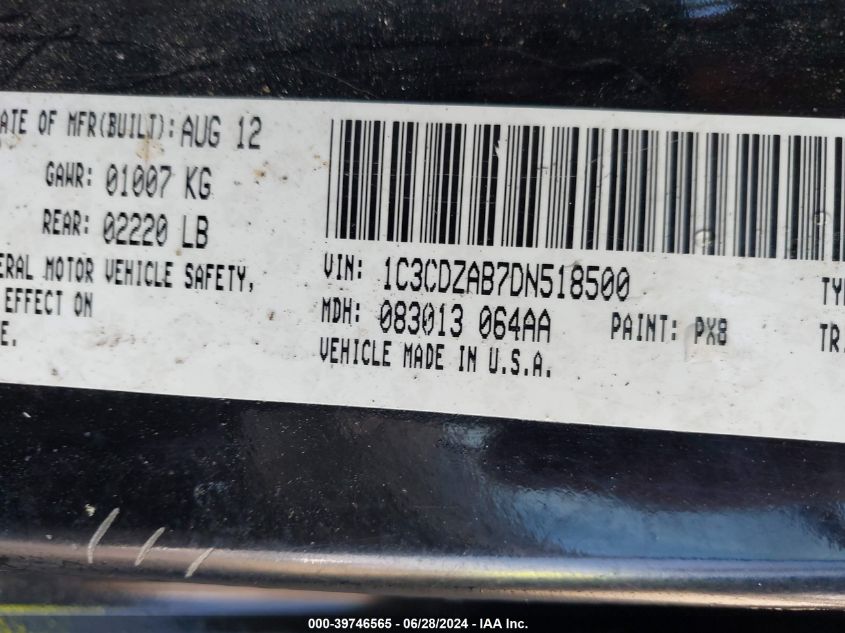 ATE OF MFR(BUILT): AUG 12
GAWR: 01007 KG
REAR: 02220 LB
ERAL MOTOR VEHICLE SAFETY,
EFFECT ON
E.
VIN: 1C3CDZAB7DN518500
MDH: 083013 064AA PAINT: PX8
VEHICLE MADE IN U.S.A.
TY
TR
000-39746565 / 06/28/2024 - IAA Inc.